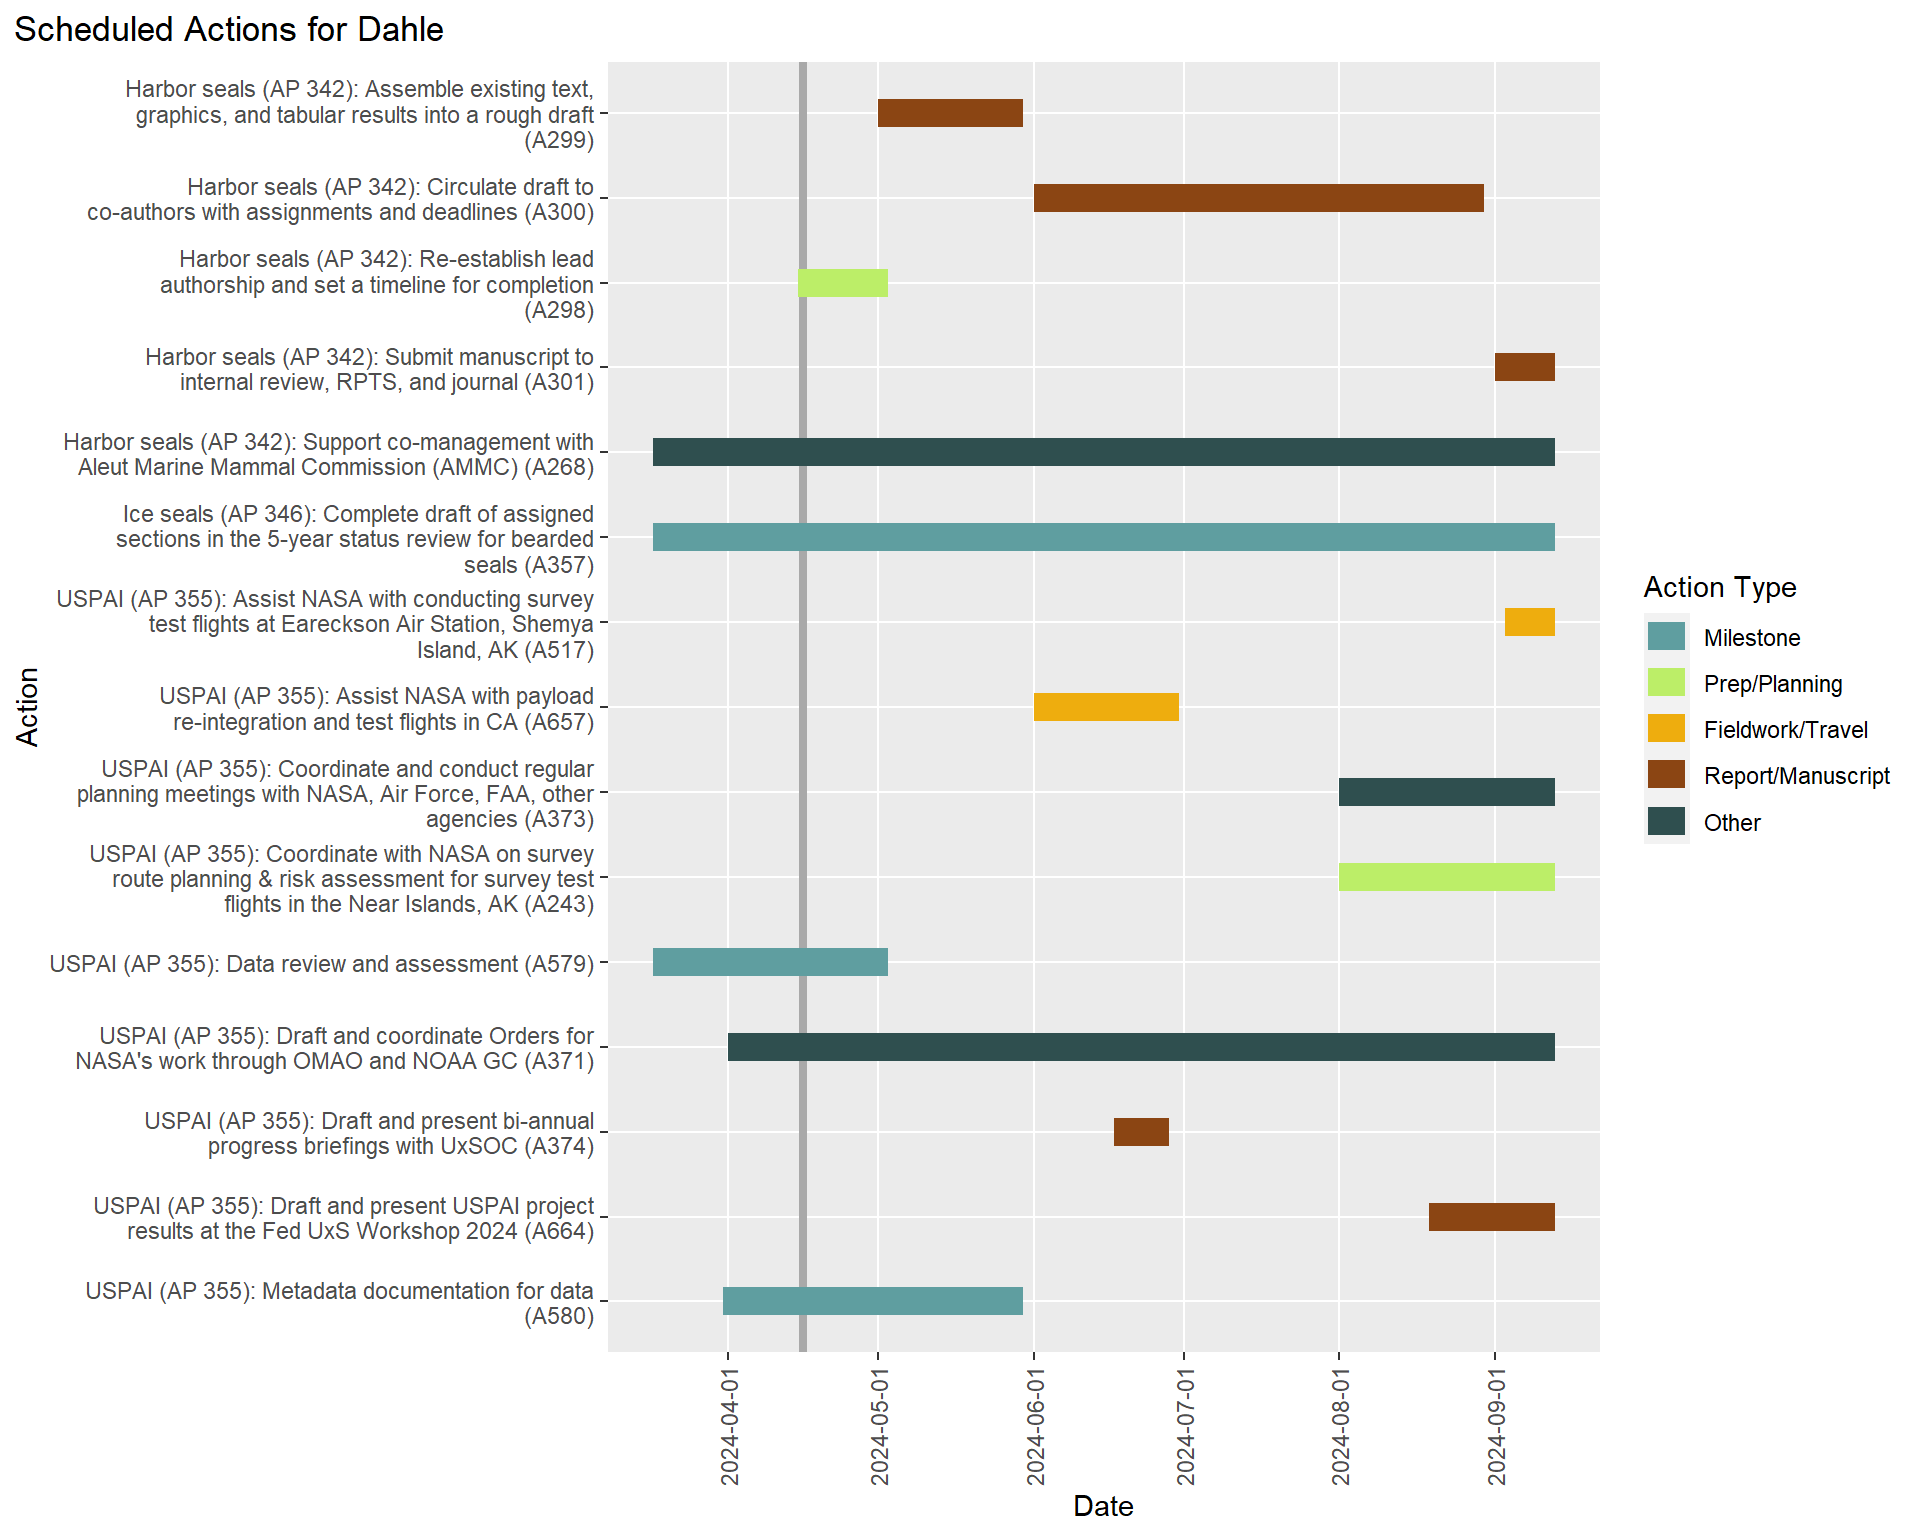 Scheduled Actions for Dahle
Harbor seals (AP 342): Assemble existing text,
graphics, and tabular results into a rough draft
(A299)
Harbor seals (AP 342): Circulate draft to
co-authors with assignments and deadlines (A300)
Harbor seals (AP 342): Re-establish lead
authorship and set a timeline for completion
(A298)
Harbor seals (AP 342): Submit manuscript to
internal review, RPTS, and journal (A301)
Harbor seals (AP 342): Support co-management with
Aleut Marine Mammal Commission (AMMC) (A268)
Ice seals (AP 346): Complete draft of assigned
sections in the 5-year status review for bearded
seals (A357)
USPAI (AP 355): Assist NASA with conducting survey
test flights at Eareckson Air Station, Shemya
Island, AK (A517)
USPAI (AP 355): Assist NASA with payload
re-integration and test flights in CA (A657)
USPAI (AP 355): Coordinate and conduct regular
planning meetings with NASA, Air Force, FAA, other
agencies (A373)
USPAI (AP 355): Coordinate with NASA on survey
route planning & risk assessment for survey test
flights in the Near Islands, AK (A243)
USPAI (AP 355): Data review and assessment (A579)
USPAI (AP 355): Draft and coordinate Orders for
NASA's work through OMAO and NOAA GC (A371)
USPAI (AP 355): Draft and present bi-annual
progress briefings with UxSOC (A374)
USPAI (AP 355): Draft and present USPAI project
results at the Fed UxS Workshop 2024 (A664)
USPAI (AP 355): Metadata documentation for data
(A580)
Action
2024-04-01
2024-05-01
2024-06-01
2024-07-01
2024-08-01
2024-09-01
Date
Action Type
Milestone
Prep/Planning
Fieldwork/Travel
Report/Manuscript
Other